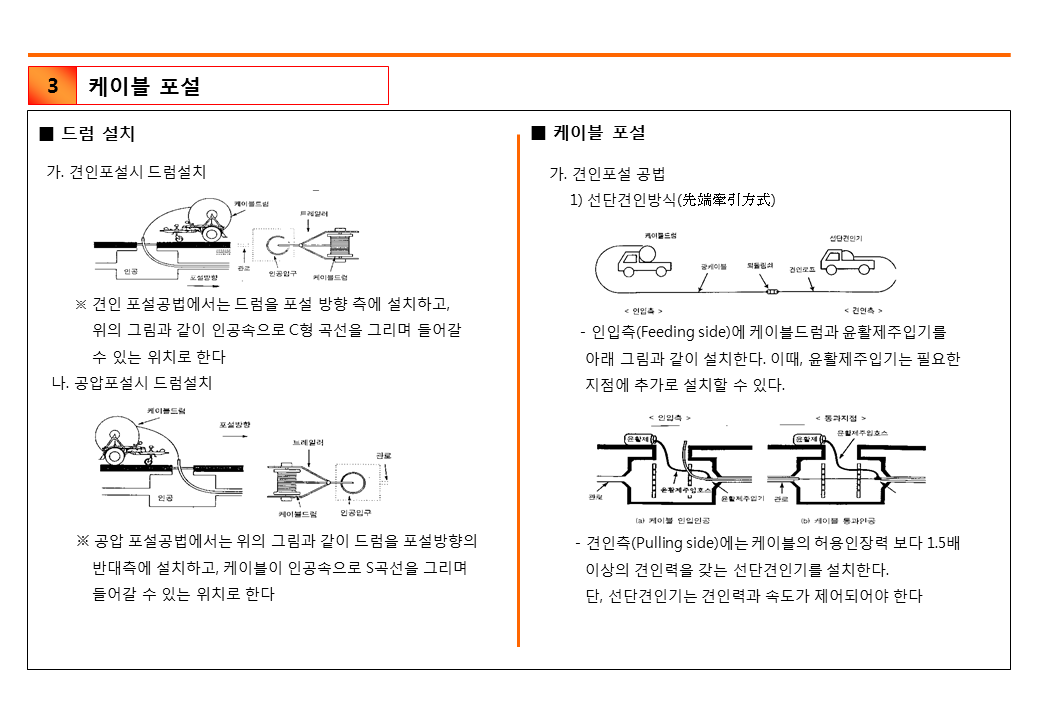 3 케이블 포설
■ 드럼 설치
가. 견인포설시 드럼설치
케이블드럼
트레일러
인공
포설방향
관로
인공입구
케이블드럼
※ 견인 포설공법에서는 드럼을 포설 방향 측에 설치하고,
위의 그림과 같이 인공속으로 C형 곡선을 그리며 들어갈
수 있는 위치로 한다
나. 공압포설시 드럼설치
케이블드럼
포설방향
트레일러
관로
인공
케이블드럼
인공입구
※ 공압 포설공법에서는 위의 그림과 같이 드럼을 포설방향의
반대측에 설치하고, 케이블이 인공속으로 S곡선을 그리며
들어갈 수 있는 위치로 한다
■ 케이블 포설
가. 견인포설 공법
1) 선단견인방식(先端牽引方式)
케이블드럼
선단견인기
광케이블
꾀돌림쇠
견인로프
< 인입측 >
< 견인측 >
- 인입측(Feeding side)에 케이블드럼과 윤활제주입기를
아래 그림과 같이 설치한다. 이때, 윤활제주입기는 필요한
지점에 추가로 설치할 수 있다.
< 인입측 >
< 통과지점 >
윤활제
윤활제
윤활제주입호스
관로
윤활제주입호스
윤활제주입기
관로
관로
(a) 케이블 인입인공
(b) 케이블 통과인공
- 견인측(Pulling side)에는 케이블의 허용인장력 보다 1.5배
이상의 견인력을 갖는 선단견인기를 설치한다.
단, 선단견인기는 견인력과 속도가 제어되어야 한다